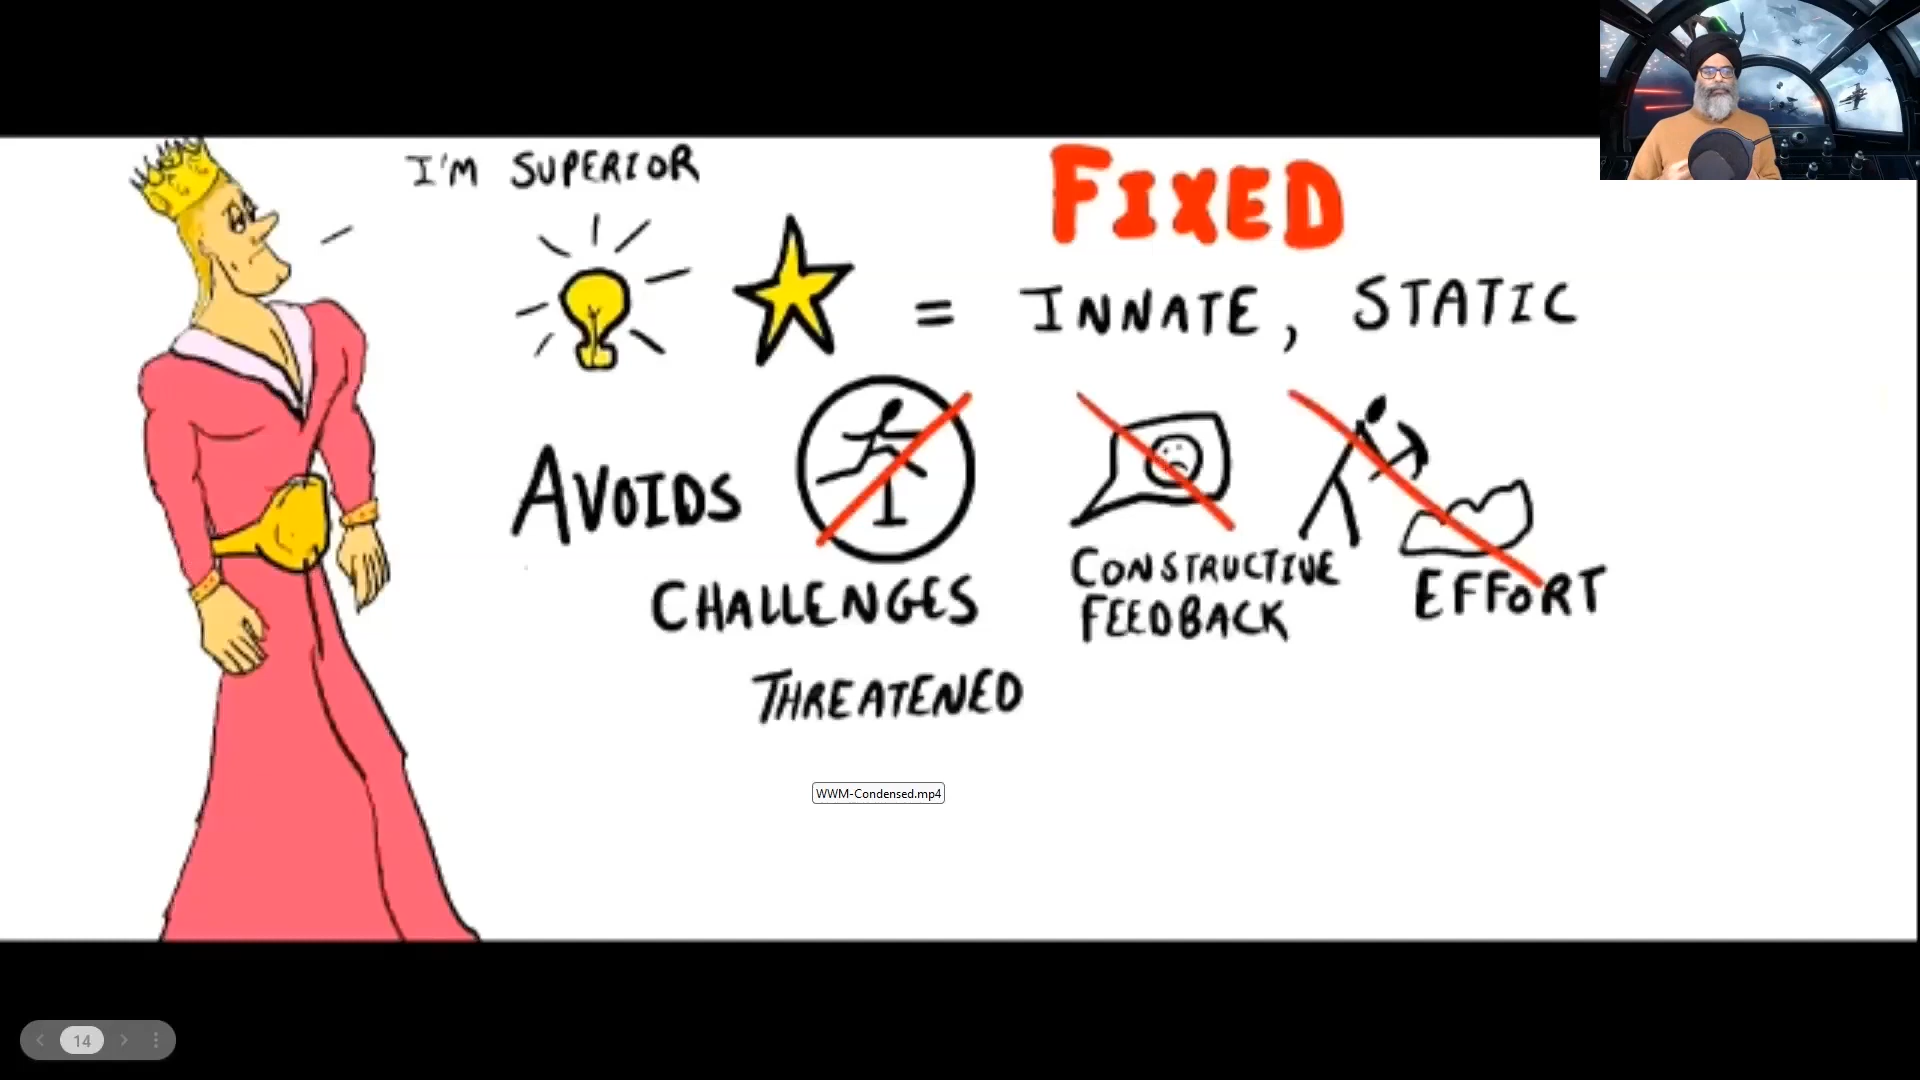 I'M SUPERIOR
FIXED
= INNATE, STATIC
AVOIDS
CHALLENGES
CONSTRUCTIVE
FEEDBACK
EFFORT
THREATENED
WWM-Condensed.mp4
14